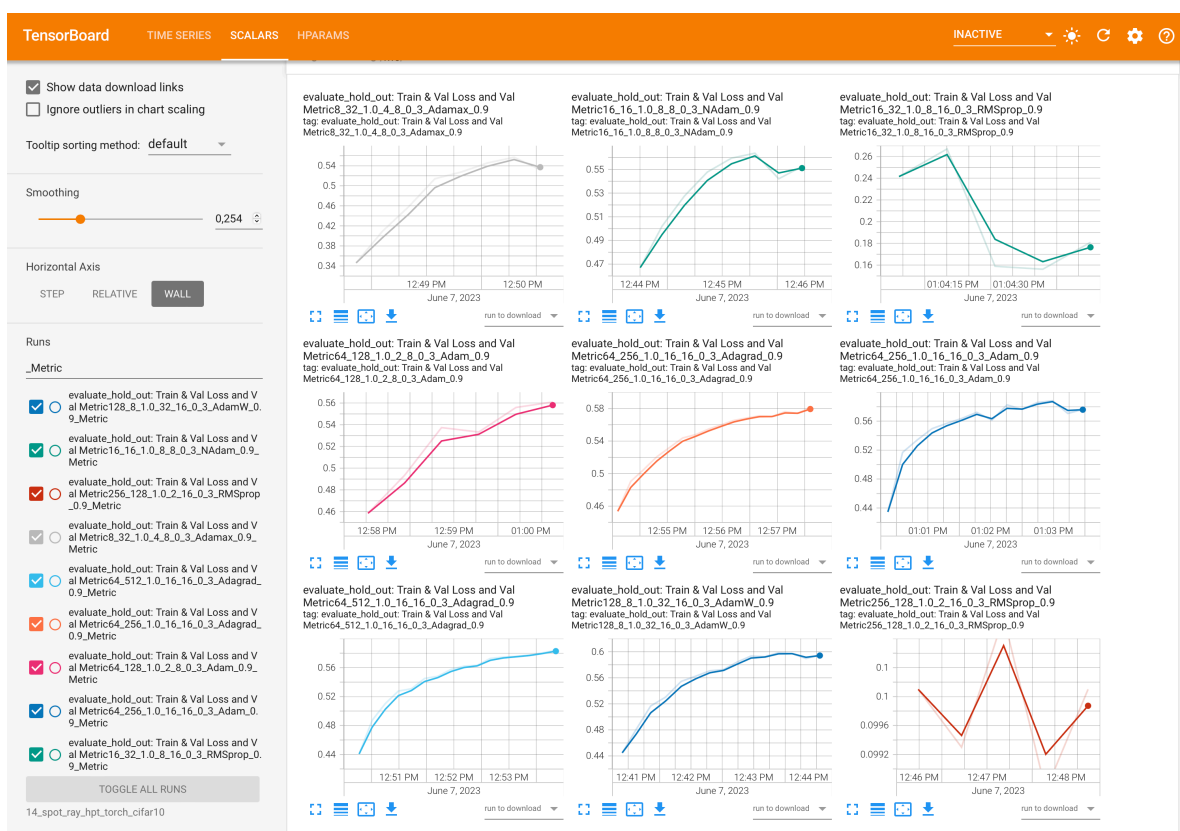 TensorBoard
TIME SERIES
SCALARS
HPARAMS
INACTIVE
Show data download links
Ignore outliers in chart scaling
Tooltip sorting method: default
Smoothing
0,254
Horizontal Axis
STEP
RELATIVE
WALL
Runs
_Metric
evaluate_hold_out: Train & Val Loss and V
al Metric128_8_1.0_32_16_0_3_AdamW_0.
9_Metric
evaluate_hold_out: Train & Val Loss and V
al Metric16_16_1.0_8_8_0_3_NAdam_0.9_
Metric
evaluate_hold_out: Train & Val Loss and V
al Metric256_128_1.0_2_16_0_3_RMSprop
_0.9_Metric
evaluate_hold_out: Train & Val Loss and V
al Metric8_32_1.0_4_8_0_3_Adamax_0.9_
Metric
evaluate_hold_out: Train & Val Loss and V
al Metric64_512_1.0_16_16_0_3_Adagrad_
0.9_Metric
evaluate_hold_out: Train & Val Loss and V
al Metric64_256_1.0_16_16_0_3_Adagrad_
0.9_Metric
evaluate_hold_out: Train & Val Loss and V
al Metric64_128_1.0_2_8_0_3_Adam_0.9_
Metric
evaluate_hold_out: Train & Val Loss and V
al Metric64_256_1.0_16_16_0_3_Adam_0.
9_Metric
evaluate_hold_out: Train & Val Loss and V
al Metric16_32_1.0_8_16_0_3_RMSprop_0.
9_Metric
TOGGLE ALL RUNS
14_spot_ray_hpt_torch_cifar10
evaluate_hold_out: Train & Val Loss and Val
Metric8_32_1.0_4_8_0_3_Adamax_0.9
tag: evaluate_hold_out: Train & Val Loss and Val
Metric8_32_1.0_4_8_0_3_Adamax_0.9
0.54
0.5
0.46
0.42
0.38
0.34
12:49 PM
12:50 PM
June 7, 2023
run to download
evaluate_hold_out: Train & Val Loss and Val
Metric16_16_1.0_8_8_0_3_NAdam_0.9
tag: evaluate_hold_out: Train & Val Loss and Val
Metric16_16_1.0_8_8_0_3_NAdam_0.9
0.55
0.53
0.51
0.49
0.47
12:44 PM
12:45 PM
12:46 PM
June 7, 2023
run to download
evaluate_hold_out: Train & Val Loss and Val
Metric16_32_1.0_8_16_0_3_RMSprop_0.9
tag: evaluate_hold_out: Train & Val Loss and Val
Metric16_32_1.0_8_16_0_3_RMSprop_0.9
0.26
0.24
0.22
0.2
0.18
0.16
01:04:15 PM
01:04:30 PM
June 7, 2023
run to download
evaluate_hold_out: Train & Val Loss and Val
Metric64_128_1.0_2_8_0_3_Adam_0.9
tag: evaluate_hold_out: Train & Val Loss and Val
Metric64_128_1.0_2_8_0_3_Adam_0.9
0.56
0.54
0.52
0.5
0.48
0.46
12:58 PM
12:59 PM
01:00 PM
June 7, 2023
run to download
evaluate_hold_out: Train & Val Loss and Val
Metric64_256_1.0_16_16_0_3_Adagrad_0.9
tag: evaluate_hold_out: Train & Val Loss and Val
Metric64_256_1.0_16_16_0_3_Adagrad_0.9
0.58
0.54
0.5
0.46
12:55 PM
12:56 PM
12:57 PM
June 7, 2023
run to download
evaluate_hold_out: Train & Val Loss and Val
Metric64_256_1.0_16_16_0_3_Adam_0.9
tag: evaluate_hold_out: Train & Val Loss and Val
Metric64_256_1.0_16_16_0_3_Adam_0.9
0.56
0.52
0.48
0.44
01:01 PM
01:02 PM
01:03 PM
June 7, 2023
run to download
evaluate_hold_out: Train & Val Loss and Val
Metric64_512_1.0_16_16_0_3_Adagrad_0.9
tag: evaluate_hold_out: Train & Val Loss and Val
Metric64_512_1.0_16_16_0_3_Adagrad_0.9
0.56
0.52
0.48
0.44
12:51 PM
12:52 PM
12:53 PM
June 7, 2023
run to download
evaluate_hold_out: Train & Val Loss and Val
Metric128_8_1.0_32_16_0_3_AdamW_0.9
tag: evaluate_hold_out: Train & Val Loss and Val
Metric128_8_1.0_32_16_0_3_AdamW_0.9
0.6
0.56
0.52
0.48
0.44
12:41 PM
12:42 PM
12:43 PM
12:44 PM
June 7, 2023
run to download
evaluate_hold_out: Train & Val Loss and Val
Metric256_128_1.0_2_16_0_3_RMSprop_0.9
tag: evaluate_hold_out: Train & Val Loss and Val
Metric256_128_1.0_2_16_0_3_RMSprop_0.9
0.1
0.1
0.0996
0.0992
12:46 PM
12:47 PM
12:48 PM
June 7, 2023
run to download